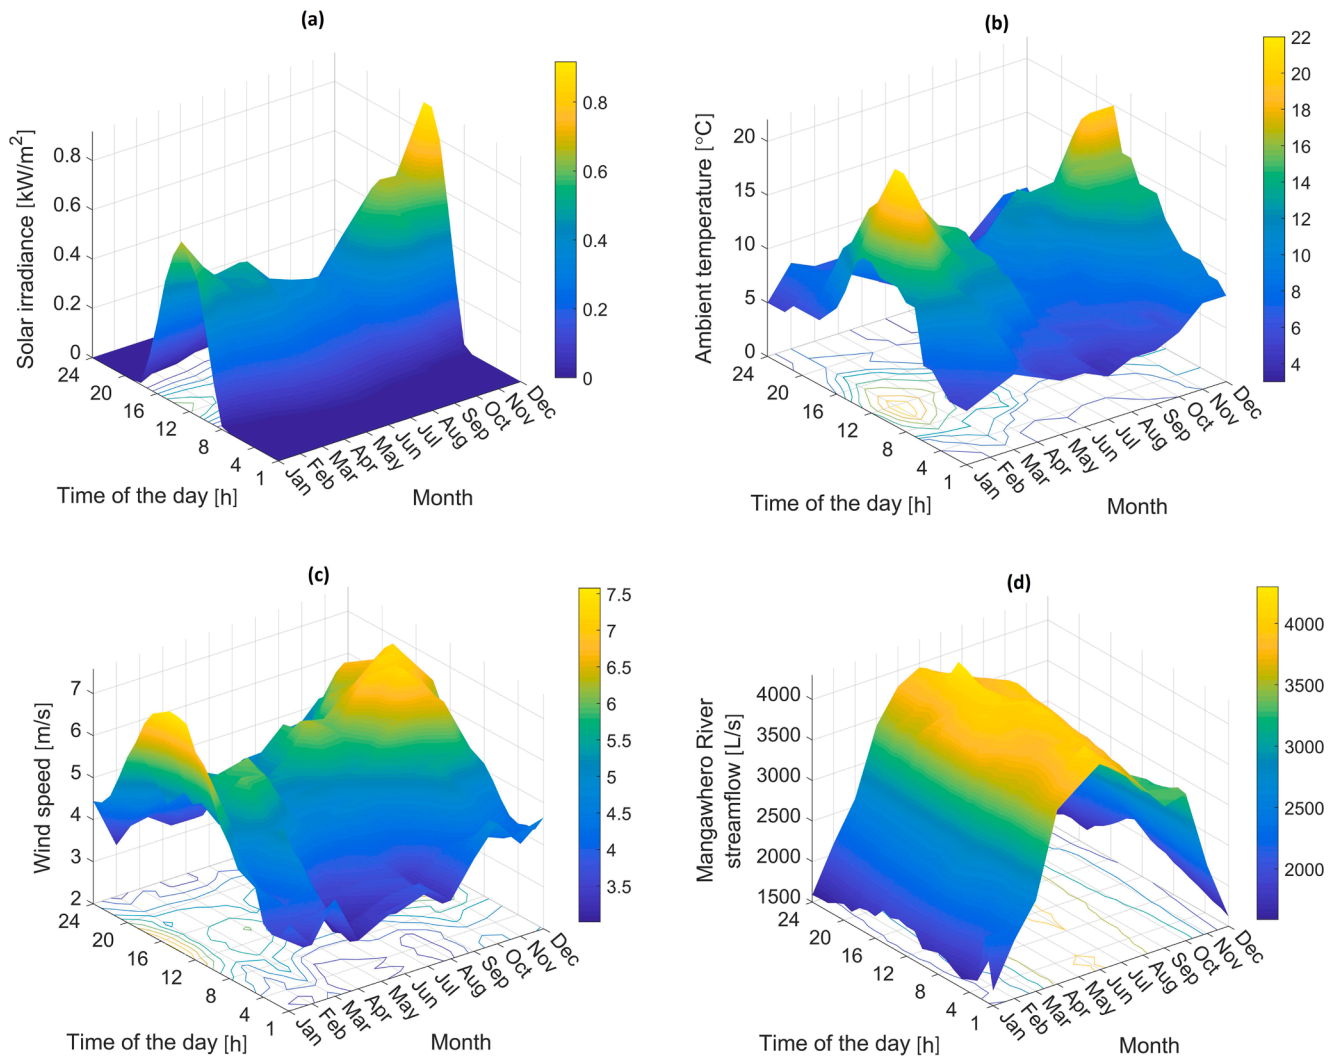 (a)
Solar irradiance [kW/m²]
0.8
0.6
0.4
0.2
0
24
20
16
12
8
4
1
Time of the day [h]
Jan
Feb
Mar
Apr
May
Jun
Jul
Aug
Sep
Oct
Nov
Dec
Month
0.8
0.6
0.4
0.2
0
(b)
Ambient temperature [°C]
20
15
10
5
0
24
20
16
12
8
4
1
Time of the day [h]
Jan
Feb
Mar
Apr
May
Jun
Jul
Aug
Sep
Oct
Nov
Dec
Month
22
20
18
16
14
12
10
8
6
4
(c)
Wind speed [m/s]
7
6
5
4
3
2
24
20
16
12
8
4
1
Time of the day [h]
Jan
Feb
Mar
Apr
May
Jun
Jul
Aug
Sep
Oct
Nov
Dec
Month
7.5
7
6.5
6
5.5
5
4.5
4
3.5
(d)
Mangawhero River
streamflow [L/s]
4000
3500
3000
2500
2000
1500
24
20
16
12
8
4
1
Time of the day [h]
Jan
Feb
Mar
Apr
May
Jun
Jul
Aug
Sep
Oct
Nov
Dec
Month
4000
3500
3000
2500
2000